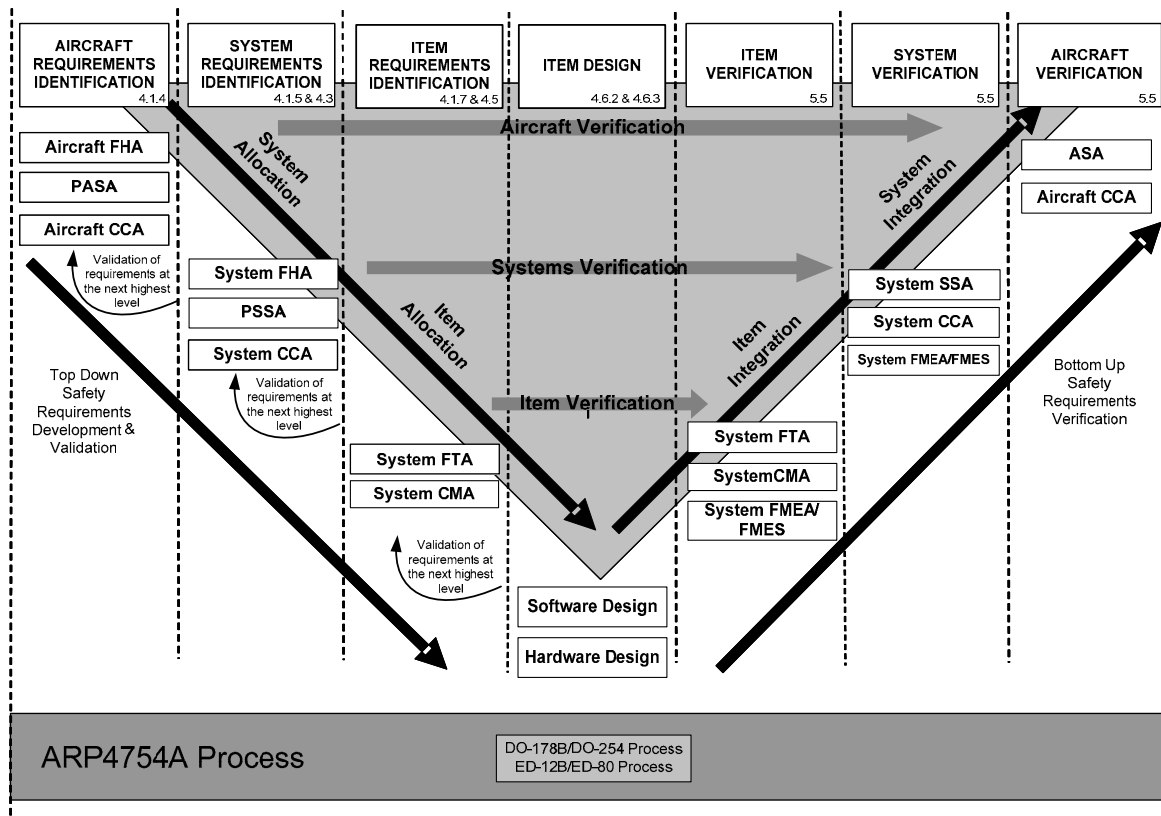 AIRCRAFT
REQUIREMENTS
IDENTIFICATION
4.1.4
SYSTEM
REQUIREMENTS
IDENTIFICATION
4.1.5 & 4.3
ITEM
REQUIREMENTS
IDENTIFICATION
4.1.7 & 4.5
ITEM DESIGN
4.6.2 & 4.6.3
ITEM
VERIFICATION
5.5
SYSTEM
VERIFICATION
5.5
AIRCRAFT
VERIFICATION
5.5
Aircraft FHA
PASA
Aircraft CCA
Validation of
requirements at
the next highest
level
Top Down
Safety
Requirements
Development &
Validation
System
Allocation
System FHA
PSSA
System CCA
Validation of
requirements at
the next highest
level
Item
Allocation
System FTA
System CMA
Validation of
requirements at
the next highest
level
Aircraft Verification
Systems Verification
Item Verification
Software Design
Hardware Design
Item
Integration
System FTA
SystemCMA
System FMEA/
FMES
System
Integration
System SSA
System CCA
System FMEA/FMES
ASA
Aircraft CCA
Bottom Up
Safety
Requirements
Verification
ARP4754A Process
DO-178B/DO-254 Process
ED-12B/ED-80 Process